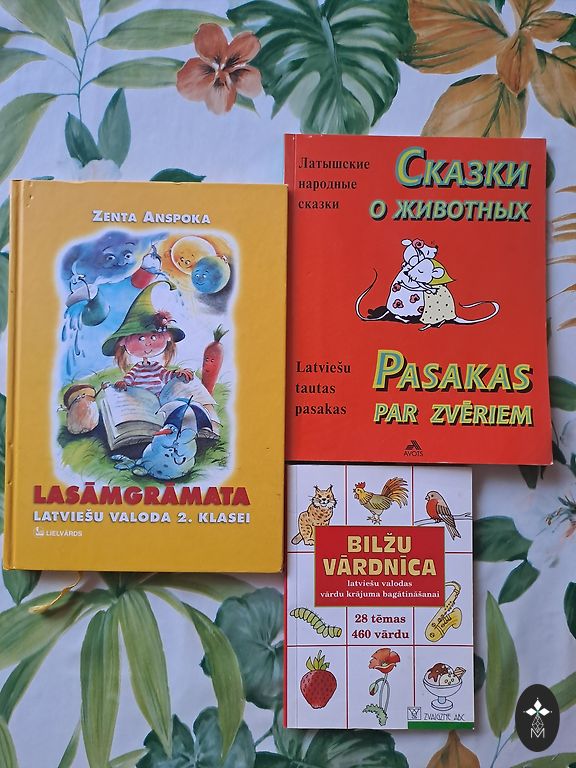 ZENTA ANSPOKA
LASĀMGRĀMATA
LATVIEŠU VALODA 2. KLASEI
LIELVĀRDS
Латышские
народные
сказки
СКАЗКИ
О ЖИВОТНЫХ
Latviešu
tautas
pasakas
PASAKAS
PAR ZVĒRIEM
AVOTS
BILŽU
VĀRDNĪCA
latviešu valodas
vārdu krājuma bagātināšanai
28 tēmas
460 vārdu
ZVAIGZNE ABC
M